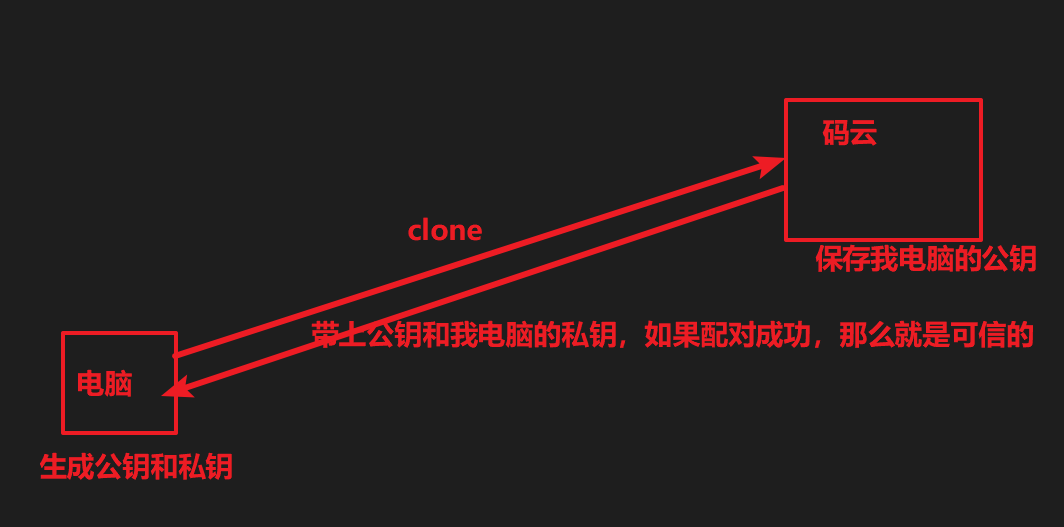 码云
clone
保存我电脑的公钥
带上公钥和我电脑的私钥，如果配对成功，那么就是可信的
电脑
生成公钥和私钥